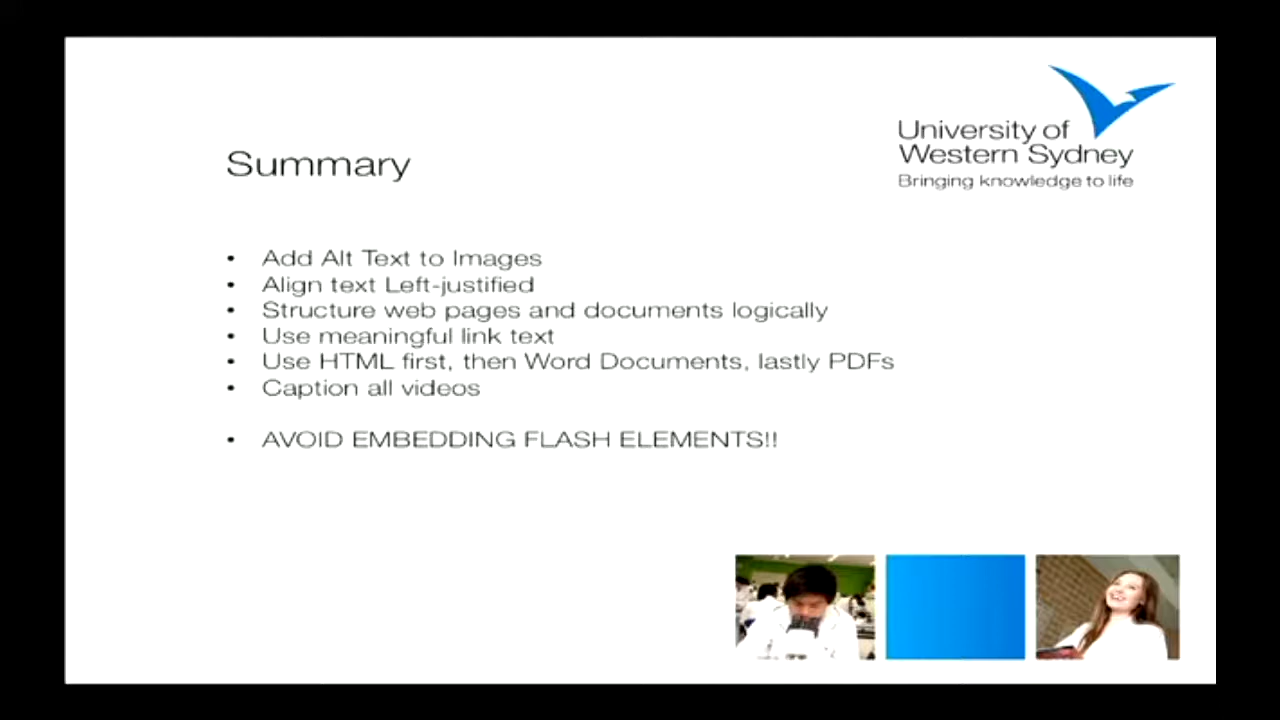 University of
Western Sydney
Bringing knowledge to life
Summary
• Add Alt Text to Images
• Align text Left-justified
• Structure web pages and documents logically
• Use meaningful link text
• Use HTML first, then Word Documents, lastly PDFs
• Caption all videos
• AVOID EMBEDDING FLASH ELEMENTS!!